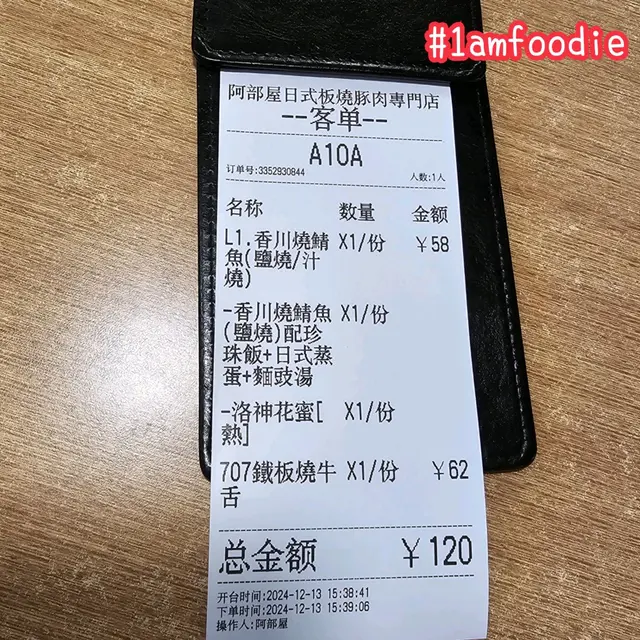 #1amfoodie
阿部屋日式板燒豚肉專門店
--客单--
A10A
订单号:3352930844 人数:1人
名称 数量 金额
L1.香川燒鯖 X1/份 ￥58
魚(鹽燒/汁
燒)
-香川燒鯖魚 X1/份
(鹽燒)配珍
珠飯+日式蒸
蛋+麵豉湯
-洛神花蜜[ X1/份
熱]
707鐵板燒牛 X1/份 ￥62
舌
总金额 ￥120
开台时间:2024-12-13 15:38:41
下单时间:2024-12-13 15:39:06
操作人:阿部屋